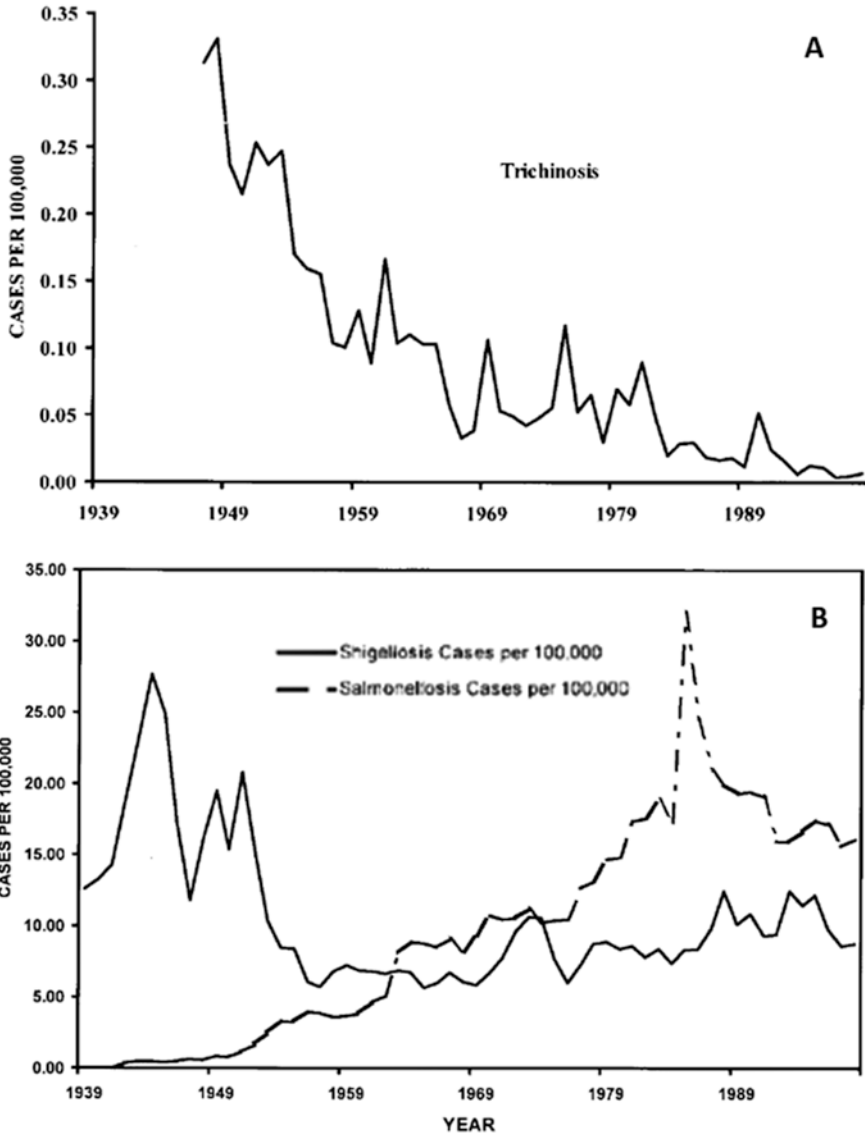 0.35
A
0.30
0.25
Trichinosis
0.20
0.15
0.10
0.05
0.00
CASES PER 100,000
1939 1949 1959 1969 1979 1989
35.00
B
30.00
Shigellosis Cases per 100,000
Salmonellosis Cases per 100,000
25.00
20.00
15.00
10.00
5.00
0.00
CASES PER 100,000
1939 1949 1959 1969 1979 1989
YEAR